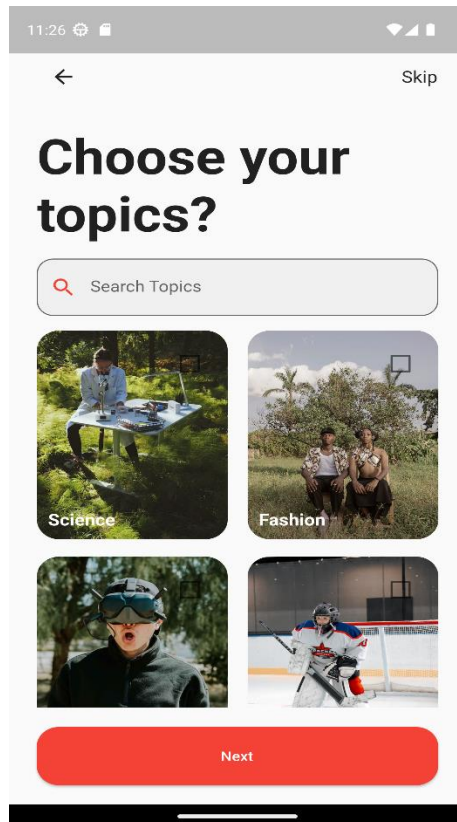 11:26
Skip
Choose your
topics?
Search Topics
Science
Fashion
Next